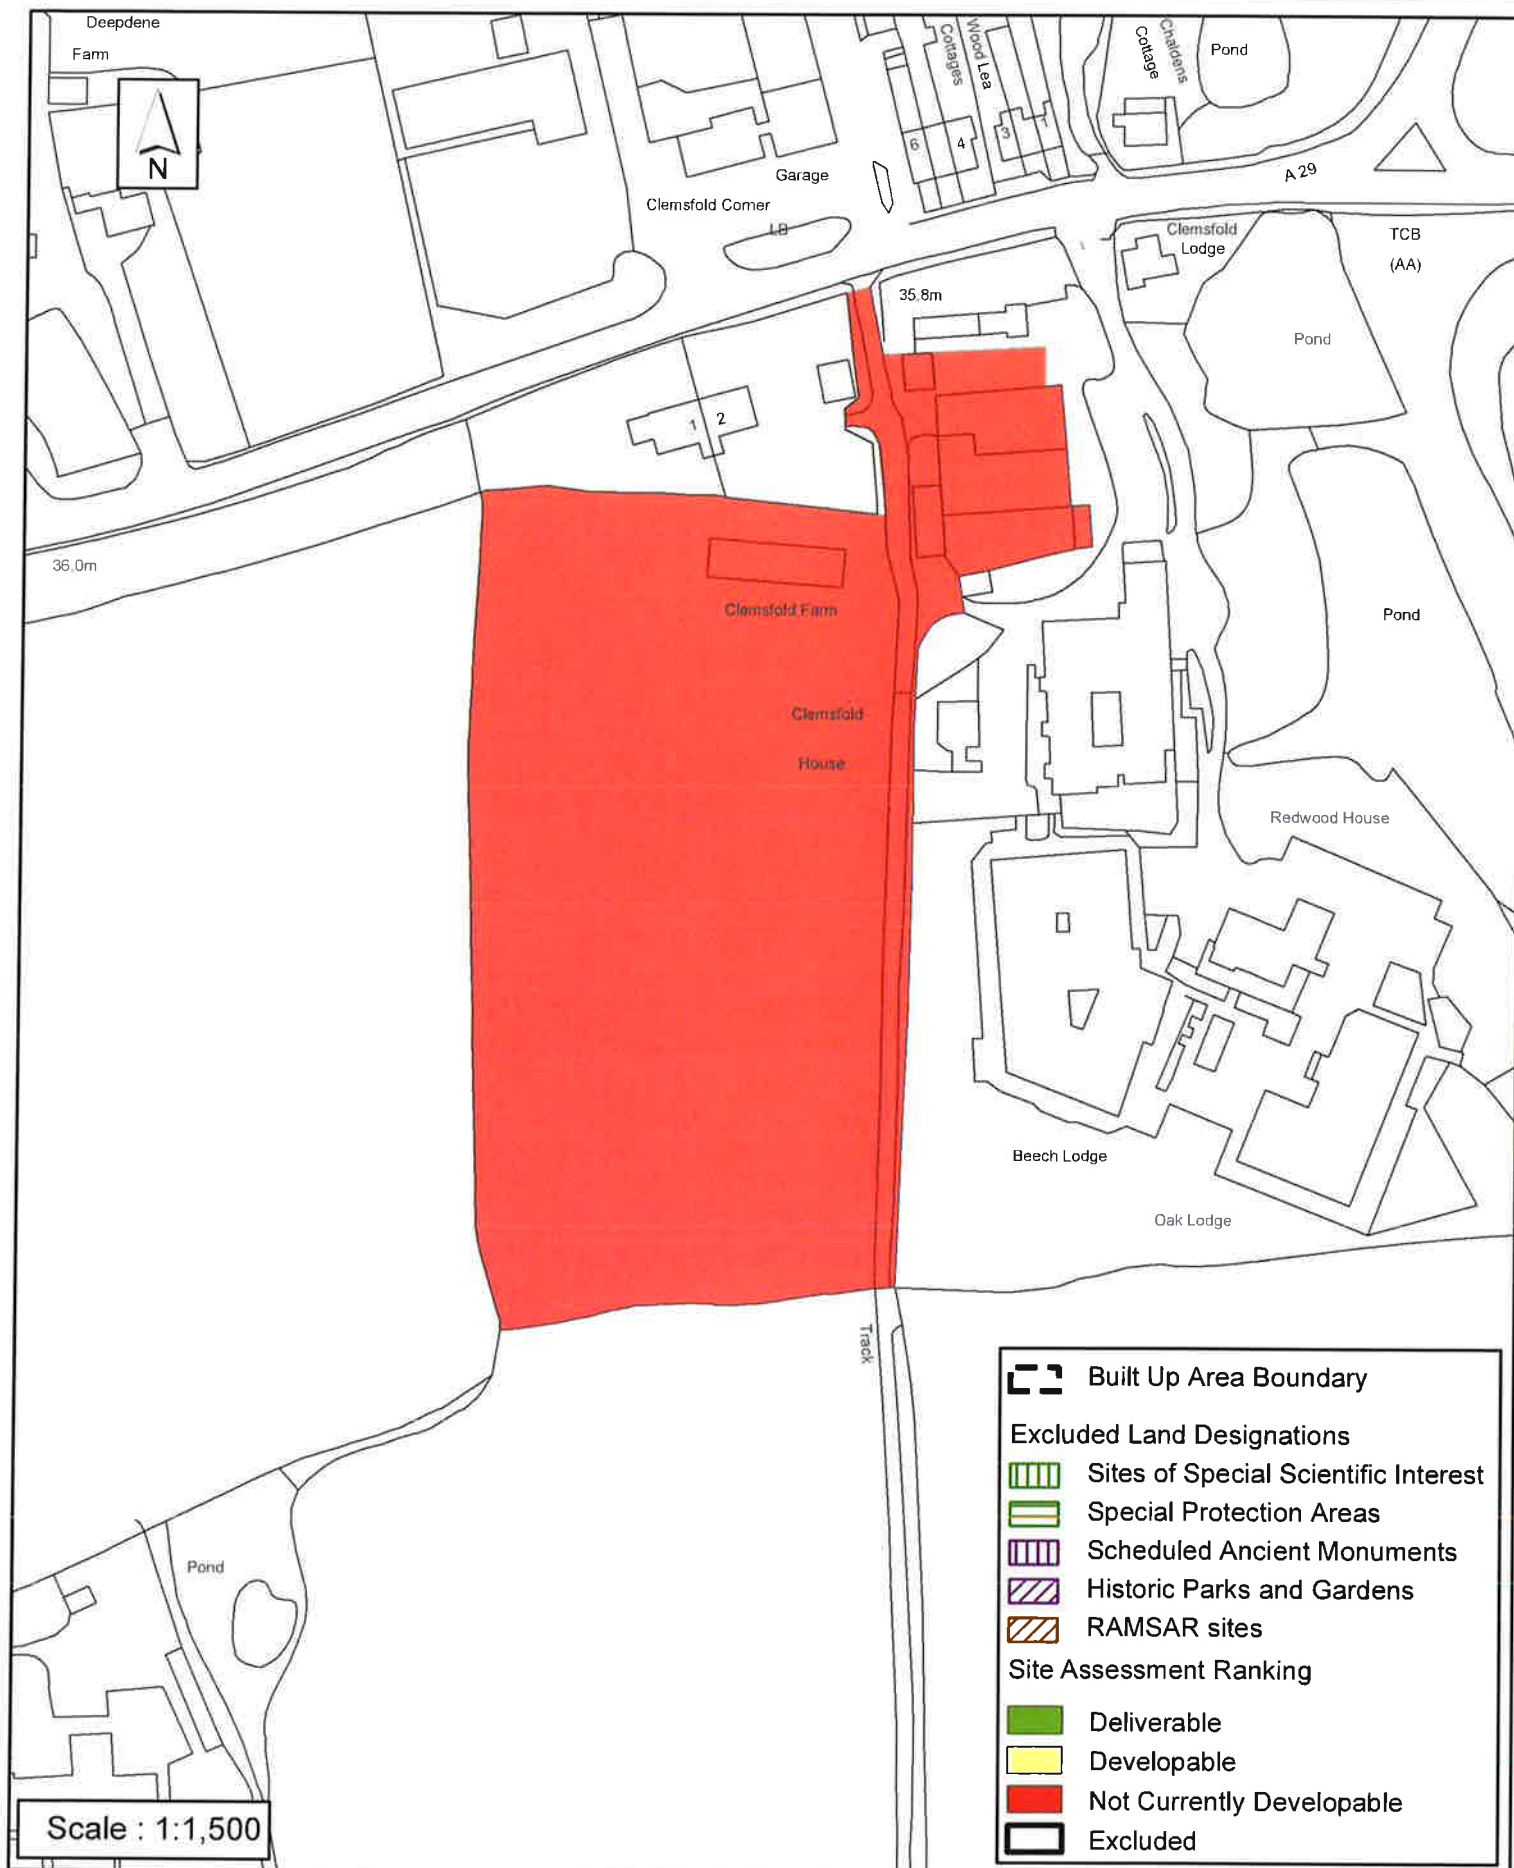 Deepdene
Farm
N
Cottages
Wood Lea
Cottage
Chaldens
Pond
6
4
3
1
A 29
Garage
Clemsfold Corner
LB
Clemsfold
Lodge
TCB
(AA)
35.8m
Pond
1
2
36.0m
Clemsfold Farm
Pond
Clemsfold
House
Redwood House
Beech Lodge
Oak Lodge
Track
Pond
Built Up Area Boundary
Excluded Land Designations
Sites of Special Scientific Interest
Special Protection Areas
Scheduled Ancient Monuments
Historic Parks and Gardens
RAMSAR sites
Site Assessment Ranking
Deliverable
Developable
Not Currently Developable
Excluded
Scale : 1:1,500